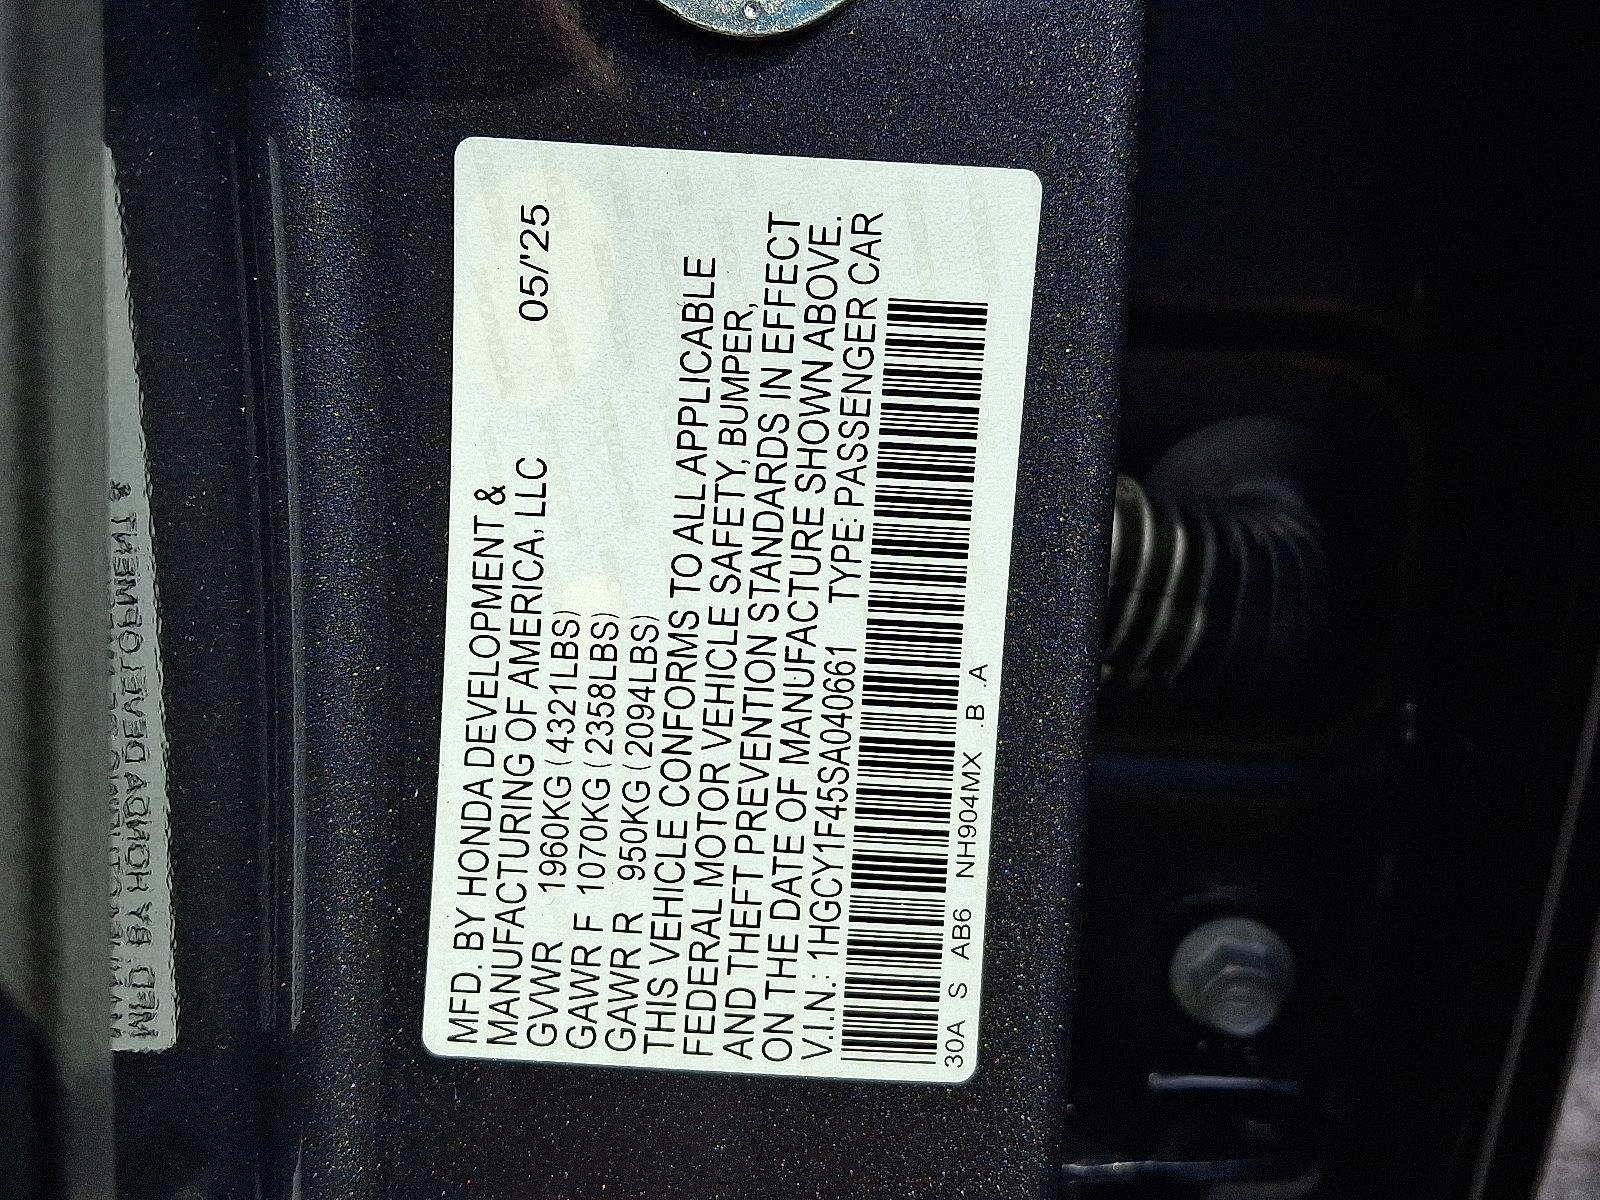 MFD. BY HONDA DEVELOPMENT &
MANUFACTURING OF AMERICA, LLC 05/'25
GVWR 1960KG (4321LBS)
GAWR F 1070KG (2358LBS)
GAWR R 950KG (2094LBS)
THIS VEHICLE CONFORMS TO ALL APPLICABLE
FEDERAL MOTOR VEHICLE SAFETY, BUMPER,
AND THEFT PREVENTION STANDARDS IN EFFECT
ON THE DATE OF MANUFACTURE SHOWN ABOVE.
V.I.N.: 1HGCY1F45SA040661 TYPE: PASSENGER CAR
30A S AB6 NH904MX .B .A
MFD. BY HONDA DEVELOPMENT &